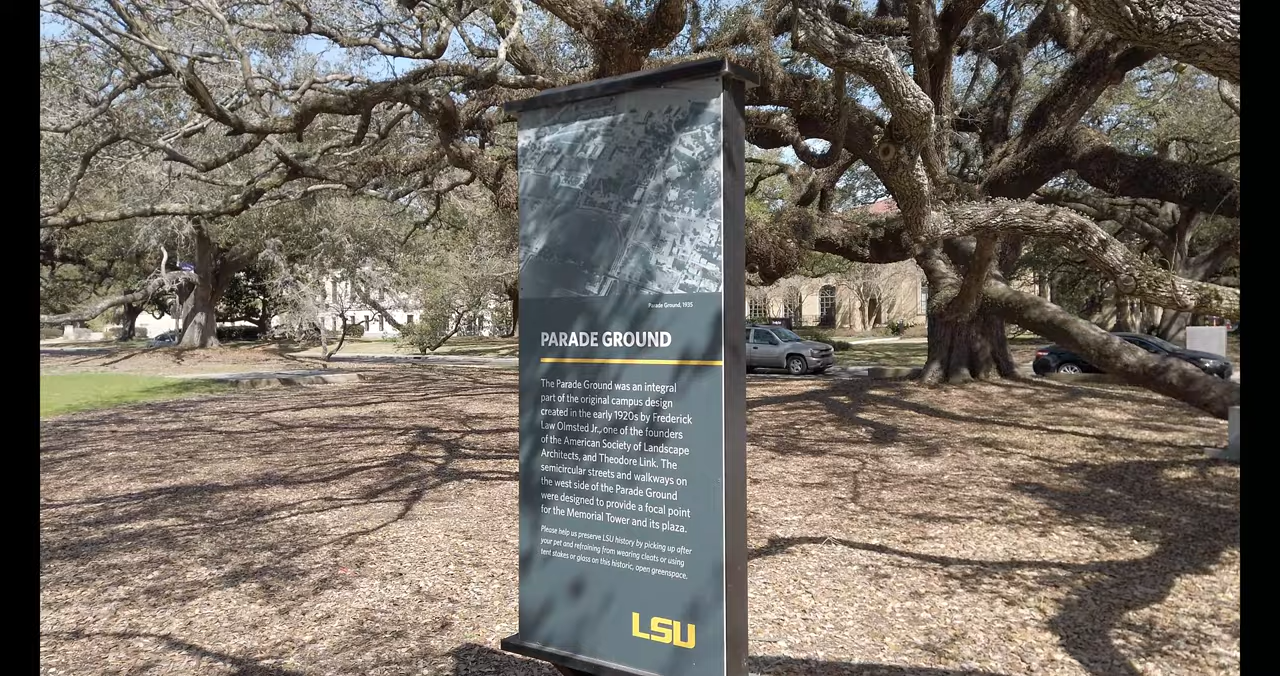 Parade Ground, 1935
PARADE GROUND
The Parade Ground was an integral
part of the original campus design
created in the early 1920s by Frederick
Law Olmsted Jr., one of the founders
of the American Society of Landscape
Architects, and Theodore Link. The
semicircular streets and walkways on
the west side of the Parade Ground
were designed to provide a focal point
for the Memorial Tower and its plaza.
Please help us preserve LSU history by picking up after
your pet and refraining from wearing cleats or using
tent stakes or glass on this historic, open greenspace.
LSU